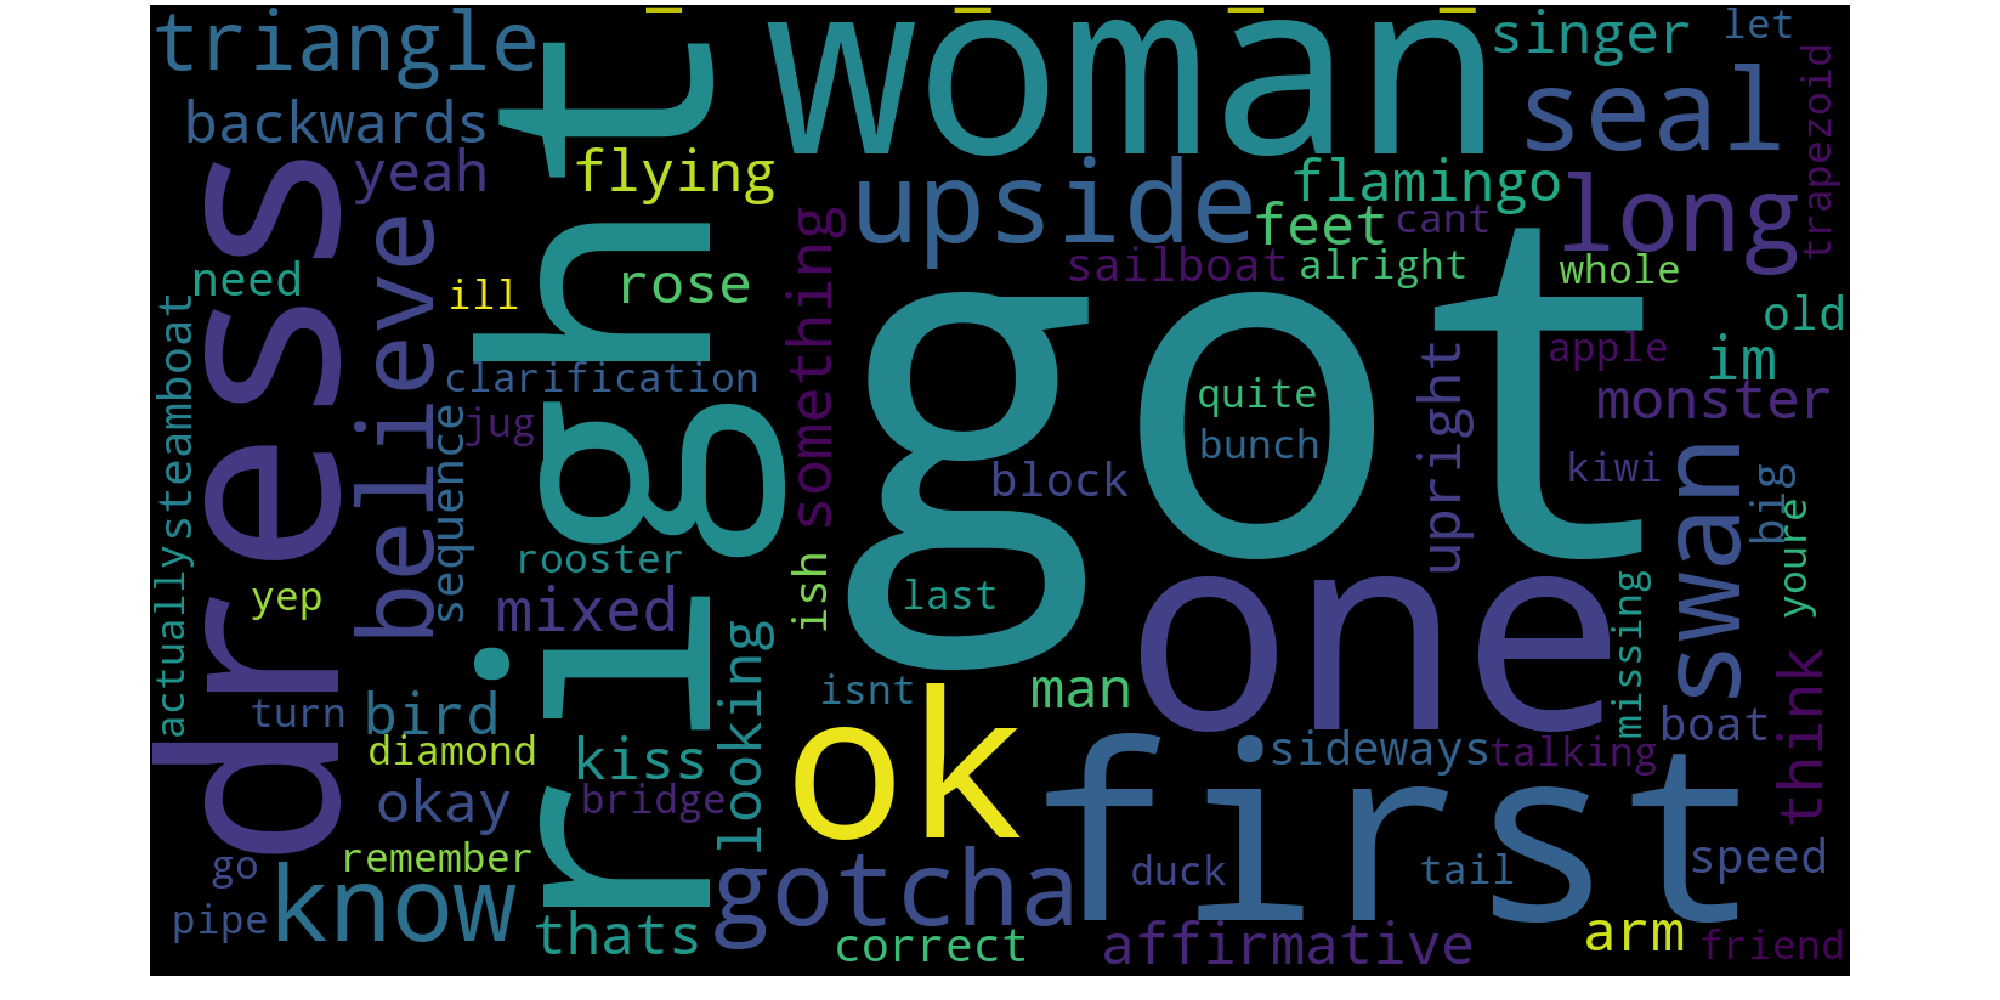 triangle
woman
singer
let
backwards
seal
trapezoid
yeah
flying
upside
flamingo
long
feet
cant
dress
right
believe
something
need
ill
rose
sailboat
alright
whole
old
got
actuallysteamboat
clarification
quite
upright
apple
im
monster
sequence
jug
bunch
block
kiwi
swan
big
youre
rooster
yep
mixed
ish
last
one
missing
looking
think
turn
bird
isnt
man
boat
diamond
kiss
ok
first
sideways
talking
okay
bridge
go
remember
know
gotcha
duck
tail
speed
pipe
thats
correct
affirmative
arm
friend